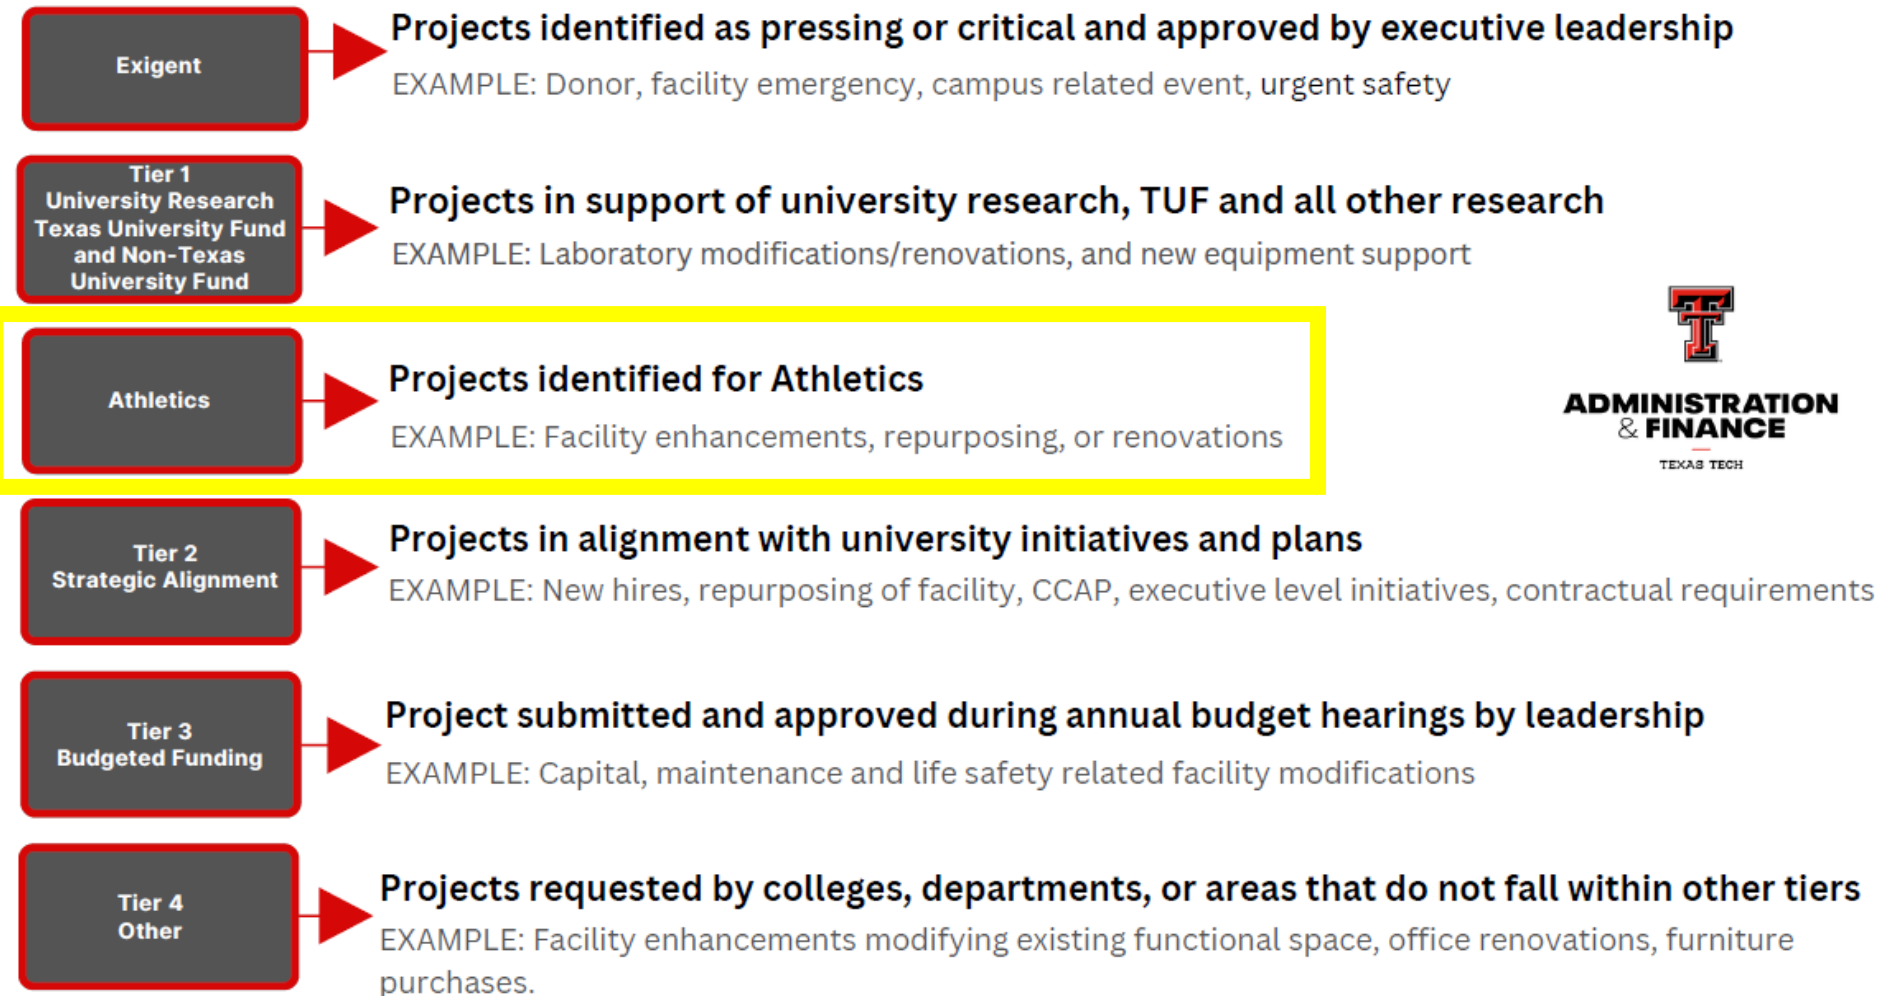 Exigent
Projects identified as pressing or critical and approved by executive leadership
EXAMPLE: Donor, facility emergency, campus related event, urgent safety
Tier 1
University Research
Texas University Fund
and Non-Texas
University Fund
Projects in support of university research, TUF and all other research
EXAMPLE: Laboratory modifications/renovations, and new equipment support
Athletics
Projects identified for Athletics
EXAMPLE: Facility enhancements, repurposing, or renovations
ADMINISTRATION
& FINANCE
TEXAS TECH
Tier 2
Strategic Alignment
Projects in alignment with university initiatives and plans
EXAMPLE: New hires, repurposing of facility, CCAP, executive level initiatives, contractual requirements
Tier 3
Budgeted Funding
Project submitted and approved during annual budget hearings by leadership
EXAMPLE: Capital, maintenance and life safety related facility modifications
Tier 4
Other
Projects requested by colleges, departments, or areas that do not fall within other tiers
EXAMPLE: Facility enhancements modifying existing functional space, office renovations, furniture
purchases.